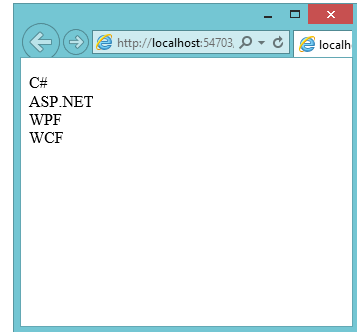 http://localhost:54703,
localh
C#
ASP.NET
WPF
WCF